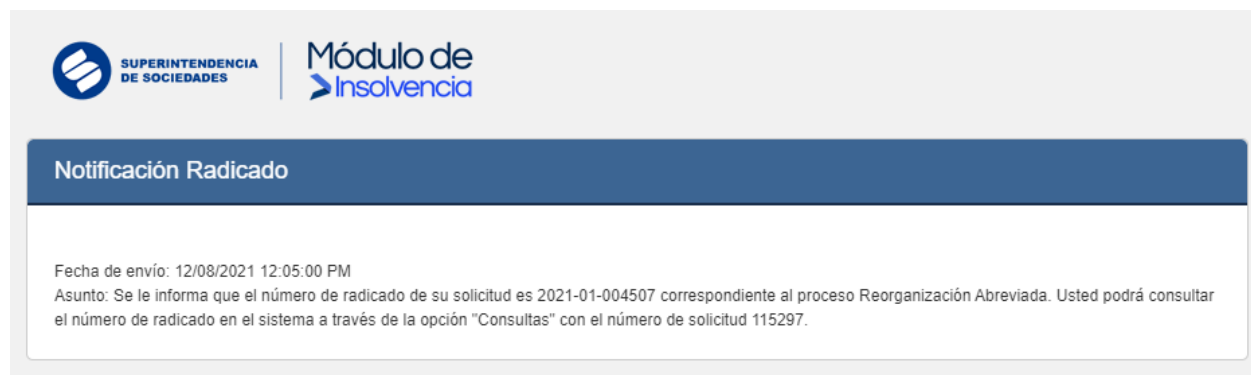 SUPERINTENDENCIA
DE SOCIEDADES
Módulo de
Insolvencia
Notificación Radicado
Fecha de envío: 12/08/2021 12:05:00 PM
Asunto: Se le informa que el número de radicado de su solicitud es 2021-01-004507 correspondiente al proceso Reorganización Abreviada. Usted podrá consultar
el número de radicado en el sistema a través de la opción "Consultas" con el número de solicitud 115297.